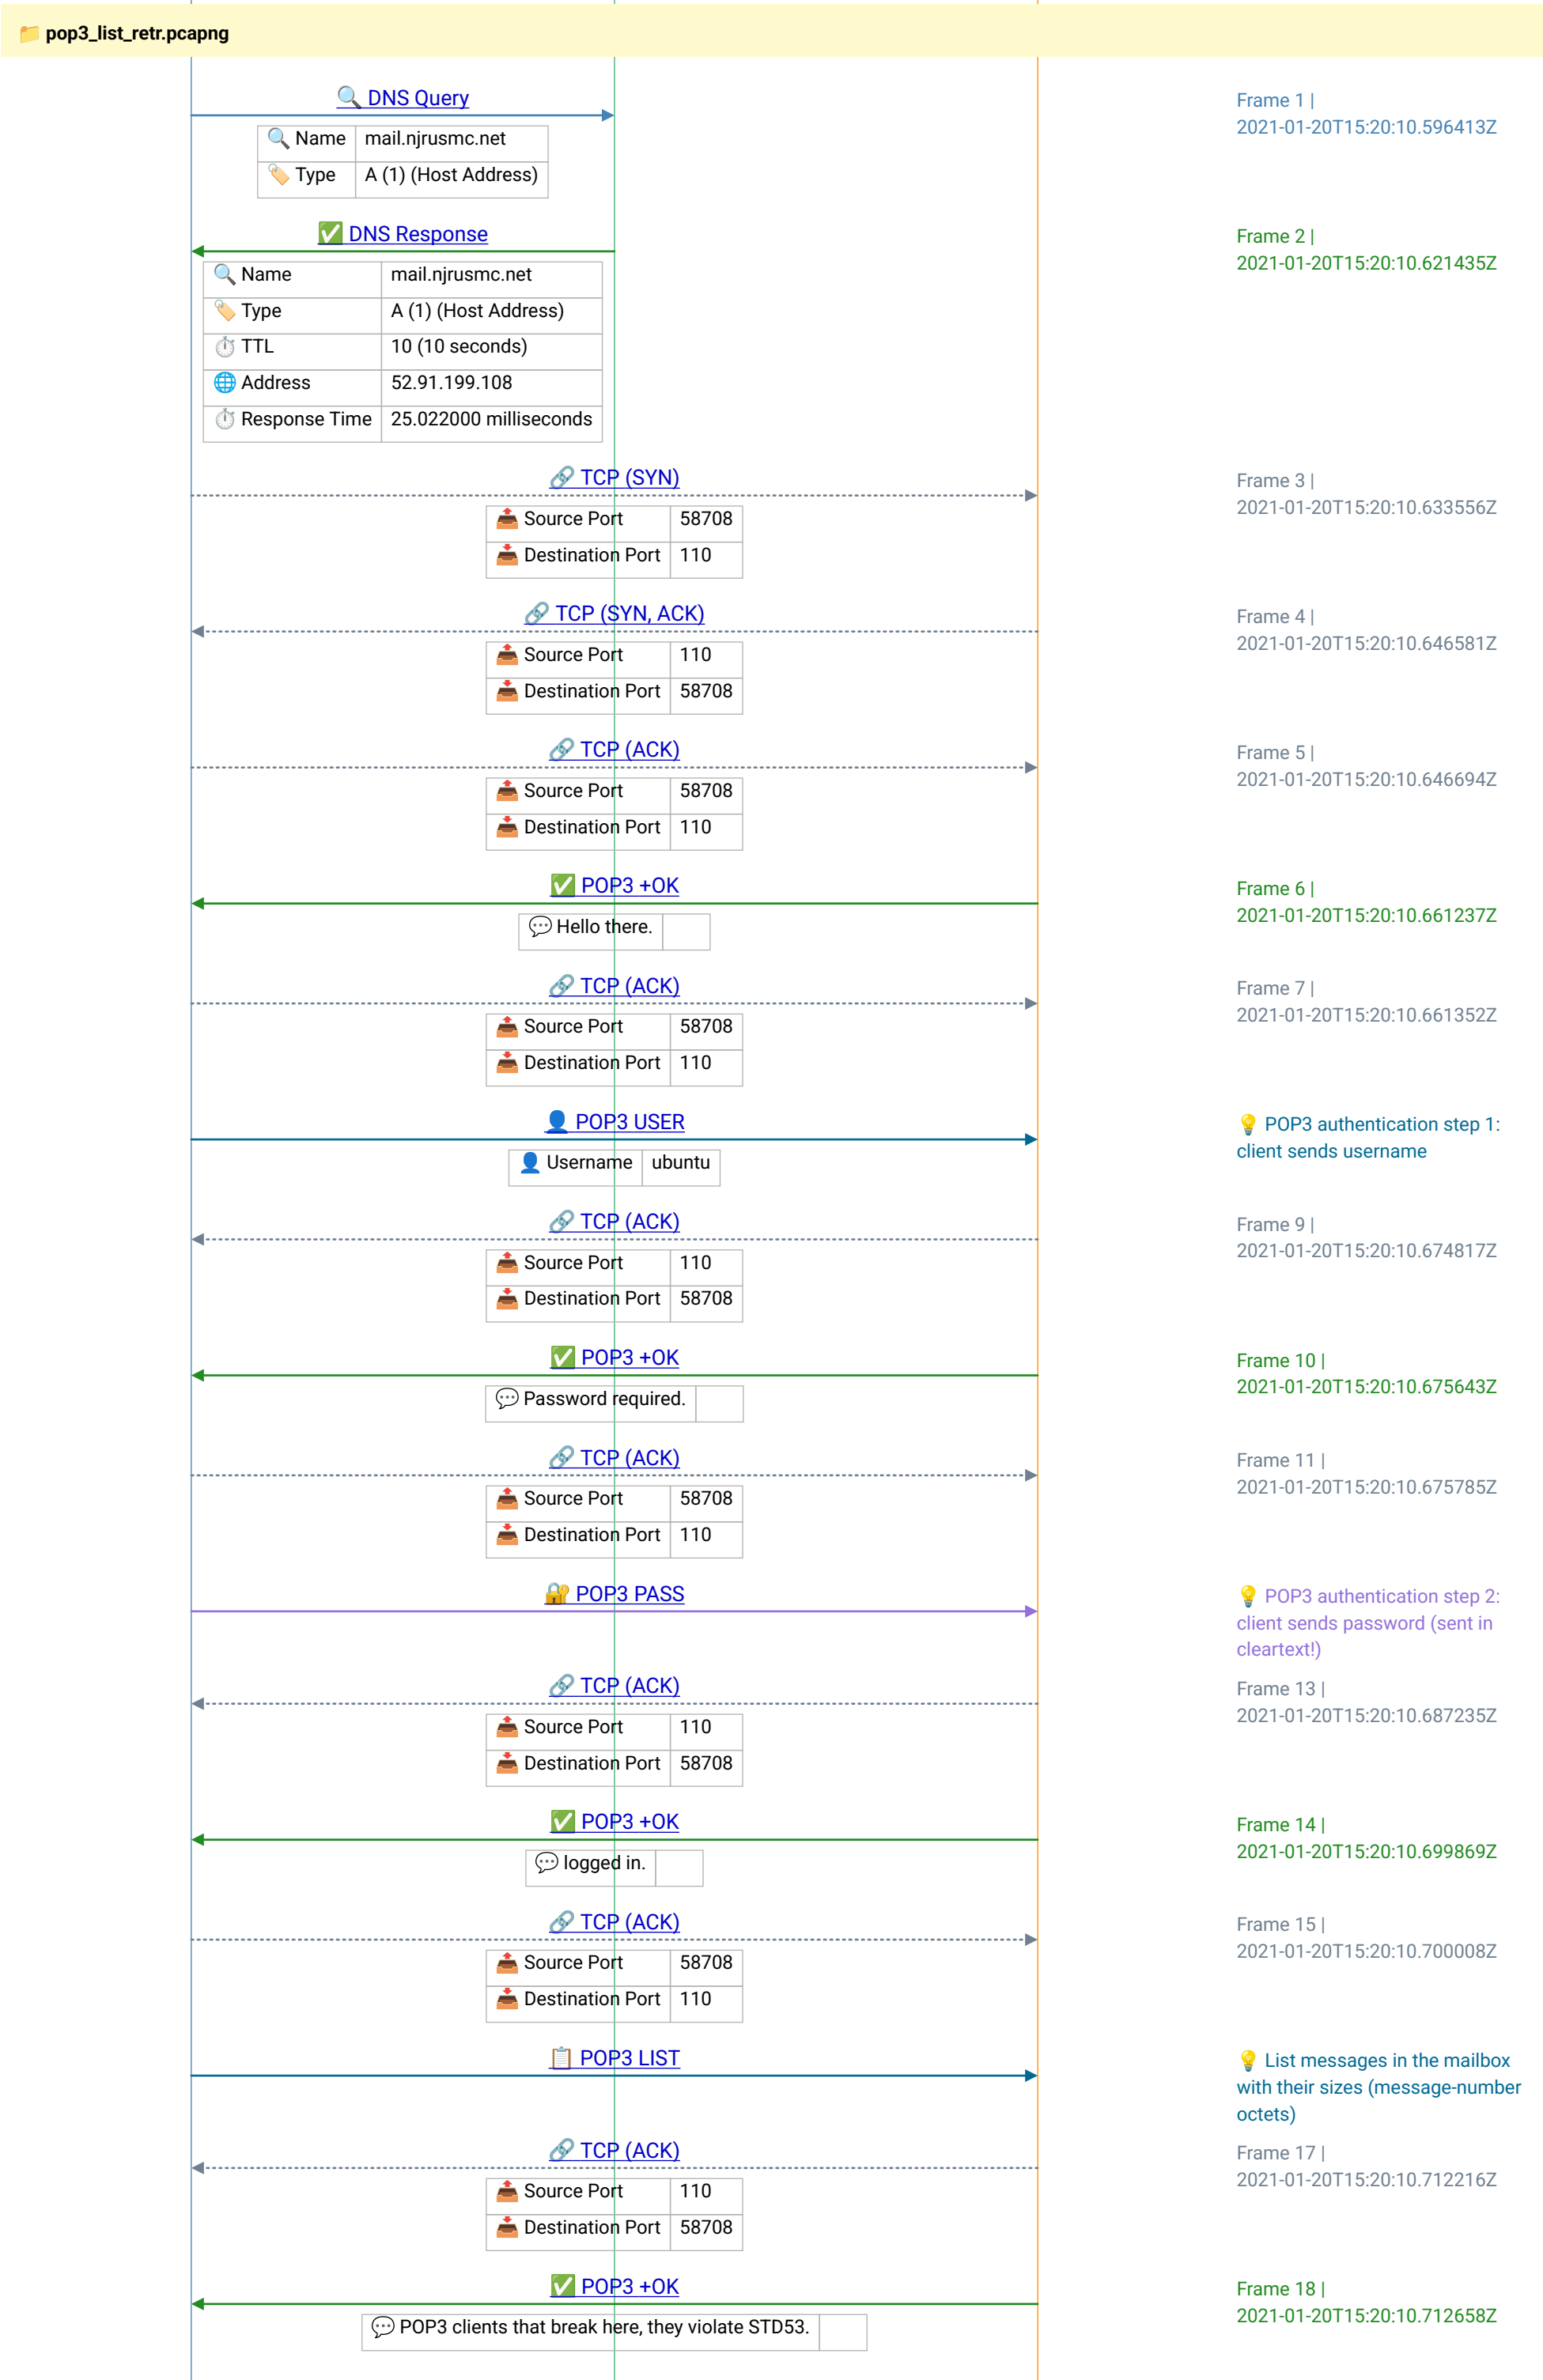 📁 pop3_list_retr.pcapng
🔍 DNS Query
Frame 1 |
2021-01-20T15:20:10.596413Z
🔍 Name mail.njrusmc.net
🏷️ Type A (1) (Host Address)
✅ DNS Response
Frame 2 |
2021-01-20T15:20:10.621435Z
🔍 Name mail.njrusmc.net
🏷️ Type A (1) (Host Address)
⏱️ TTL 10 (10 seconds)
🌐 Address 52.91.199.108
⏱️ Response Time 25.022000 milliseconds
🔗 TCP (SYN)
Frame 3 |
2021-01-20T15:20:10.633556Z
📤 Source Port 58708
📥 Destination Port 110
🔗 TCP (SYN, ACK)
Frame 4 |
2021-01-20T15:20:10.646581Z
📤 Source Port 110
📥 Destination Port 58708
🔗 TCP (ACK)
Frame 5 |
2021-01-20T15:20:10.646694Z
📤 Source Port 58708
📥 Destination Port 110
✅ POP3 +OK
Frame 6 |
2021-01-20T15:20:10.661237Z
💬 Hello there.
🔗 TCP (ACK)
Frame 7 |
2021-01-20T15:20:10.661352Z
📤 Source Port 58708
📥 Destination Port 110
👤 POP3 USER
💡 POP3 authentication step 1:
client sends username
👤 Username ubuntu
🔗 TCP (ACK)
Frame 9 |
2021-01-20T15:20:10.674817Z
📤 Source Port 110
📥 Destination Port 58708
✅ POP3 +OK
Frame 10 |
2021-01-20T15:20:10.675643Z
💬 Password required.
🔗 TCP (ACK)
Frame 11 |
2021-01-20T15:20:10.675785Z
📤 Source Port 58708
📥 Destination Port 110
🔐 POP3 PASS
💡 POP3 authentication step 2:
client sends password (sent in
cleartext!)
🔗 TCP (ACK)
Frame 13 |
2021-01-20T15:20:10.687235Z
📤 Source Port 110
📥 Destination Port 58708
✅ POP3 +OK
Frame 14 |
2021-01-20T15:20:10.699869Z
💬 logged in.
🔗 TCP (ACK)
Frame 15 |
2021-01-20T15:20:10.700008Z
📤 Source Port 58708
📥 Destination Port 110
📋 POP3 LIST
💡 List messages in the mailbox
with their sizes (message-number
octets)
🔗 TCP (ACK)
Frame 17 |
2021-01-20T15:20:10.712216Z
📤 Source Port 110
📥 Destination Port 58708
✅ POP3 +OK
Frame 18 |
2021-01-20T15:20:10.712658Z
💬 POP3 clients that break here, they violate STD53.